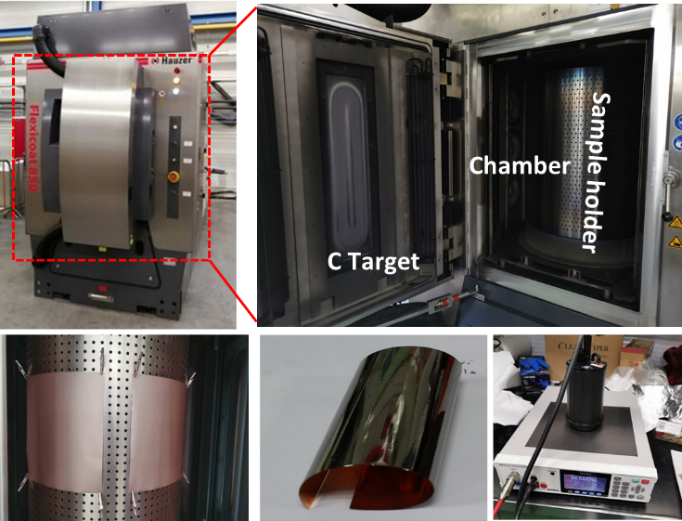 Hauzer
Flexicoat 850
Chamber
Sample holder
C Target